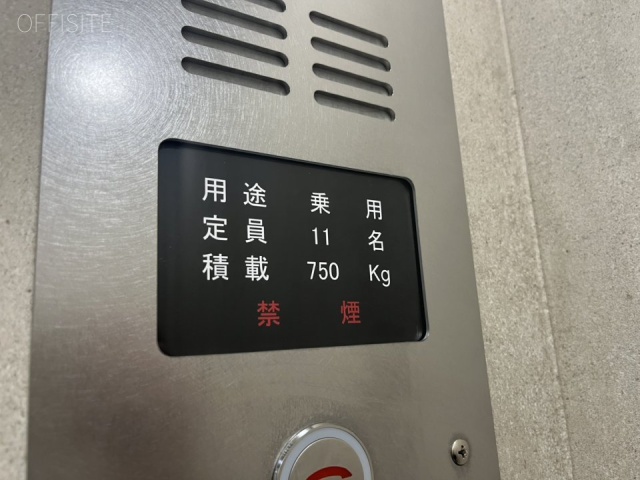 OFFISITE
用途 乗用
定員 11 名
積載 750 Kg
禁 煙